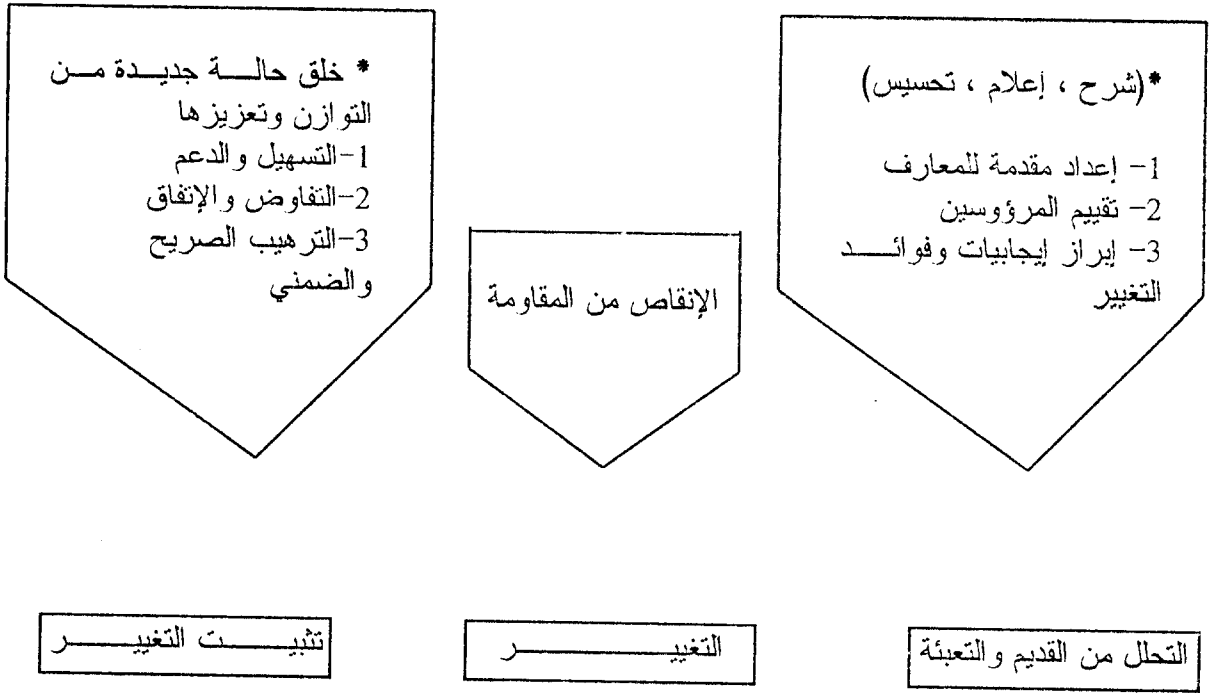 *(شرح ، إعلام ، تحسيس)
1- إعداد مقدمة للمعارف
2- تقييم المرؤوسين
3- إبراز إيجابيات وفوائد
التغيير
الإنقاص من المقاومة
* خلق حالة جديدة من
التوازن وتعزيزها
1-التسهيل والدعم
2-التفاوض والإتفاق
3-الترهيب الصريح
والضمني
التحلل من القديم والتعبئة
التغيير
تثبيت التغيير